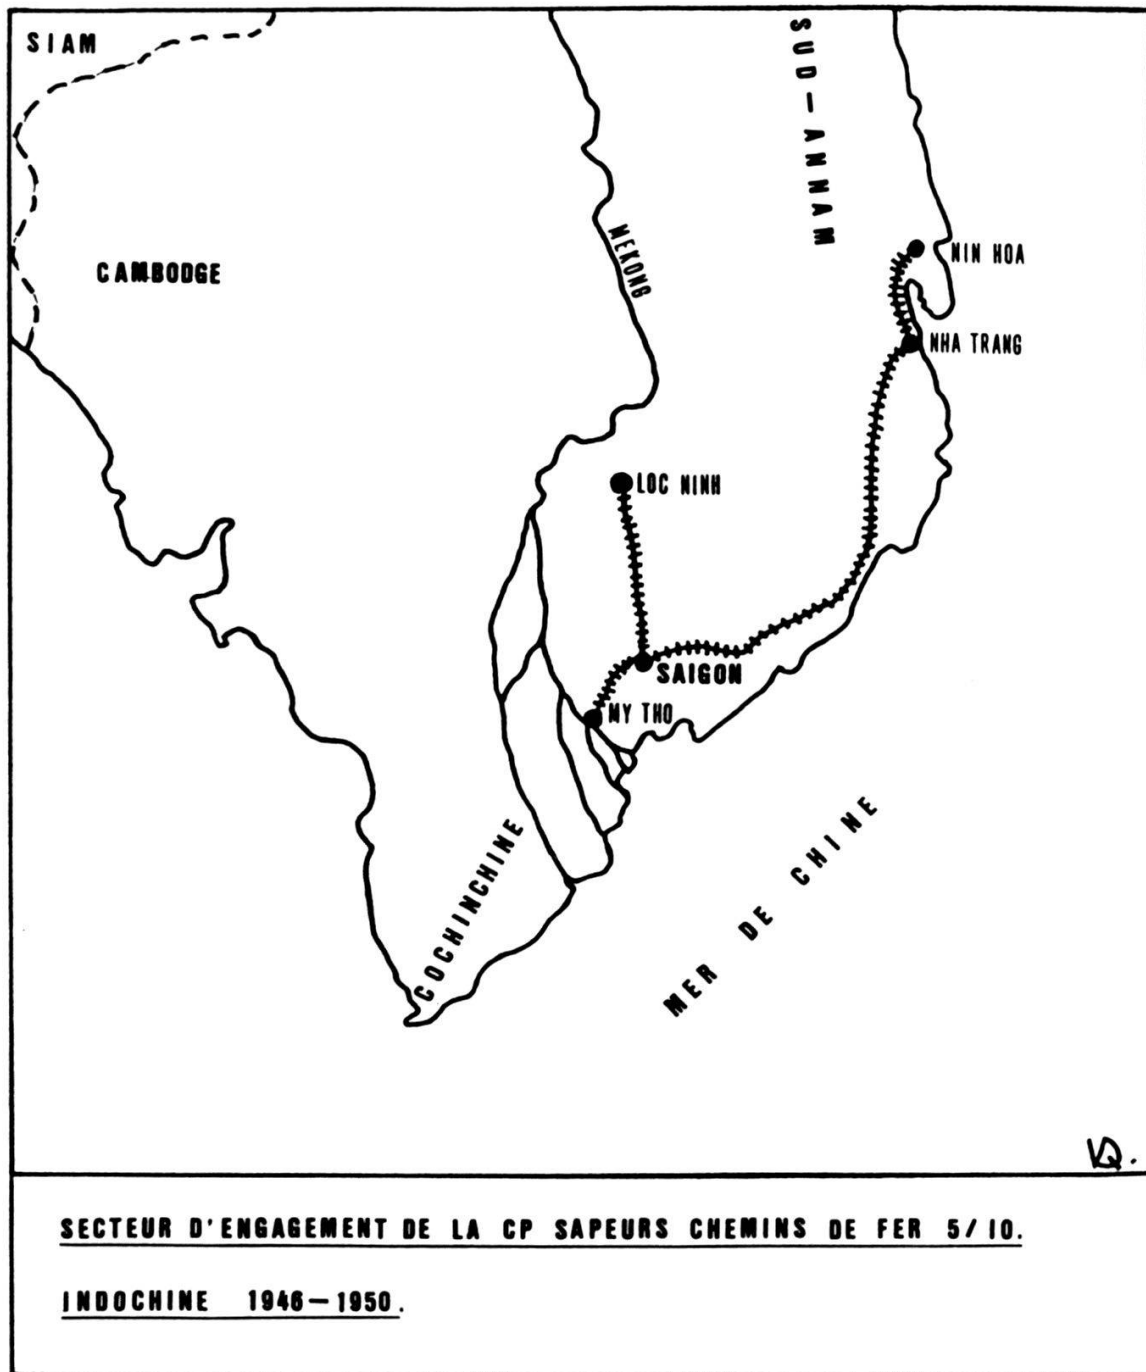 SIAM
SUD-ANNAM
MEKONG
CAMBODGE
NIN HOA
NHA TRANG
LOC NINH
SAIGON
MY THO
COCHINCHINE
MER DE CHINE
SECTEUR D'ENGAGEMENT DE LA CP SAPEURS CHEMINS DE FER 5/10.
INDOCHINE 1946-1950.